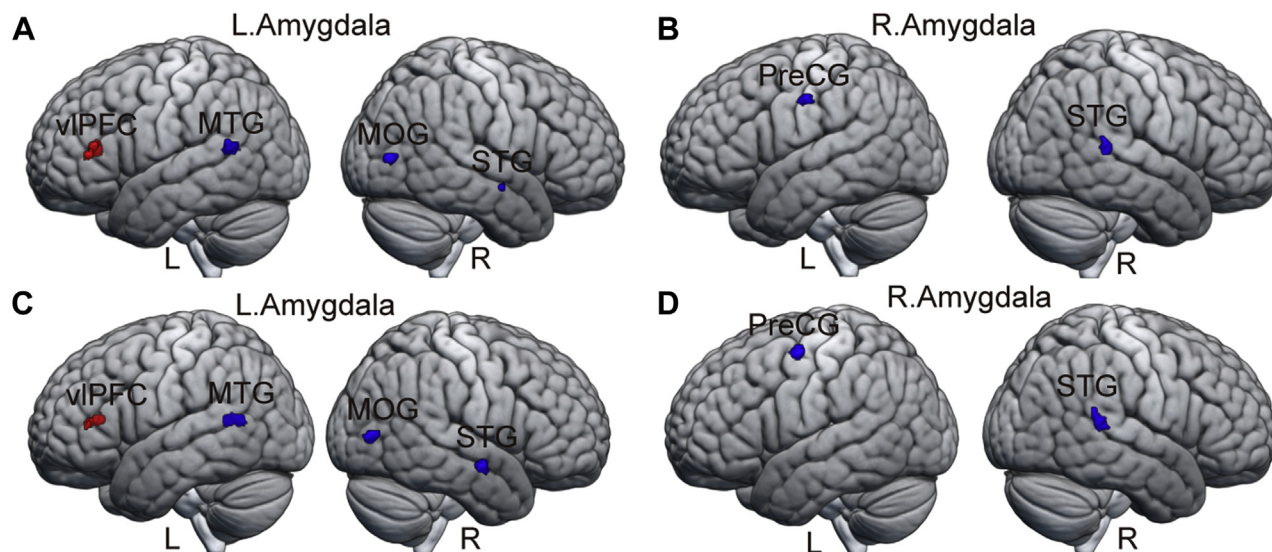 A
L.Amygdala
vlPFC
MTG
MOG
STG
L
R
B
R.Amygdala
PreCG
STG
L
R
C
L.Amygdala
vlPFC
MTG
MOG
STG
L
R
D
R.Amygdala
PreCG
STG
L
R